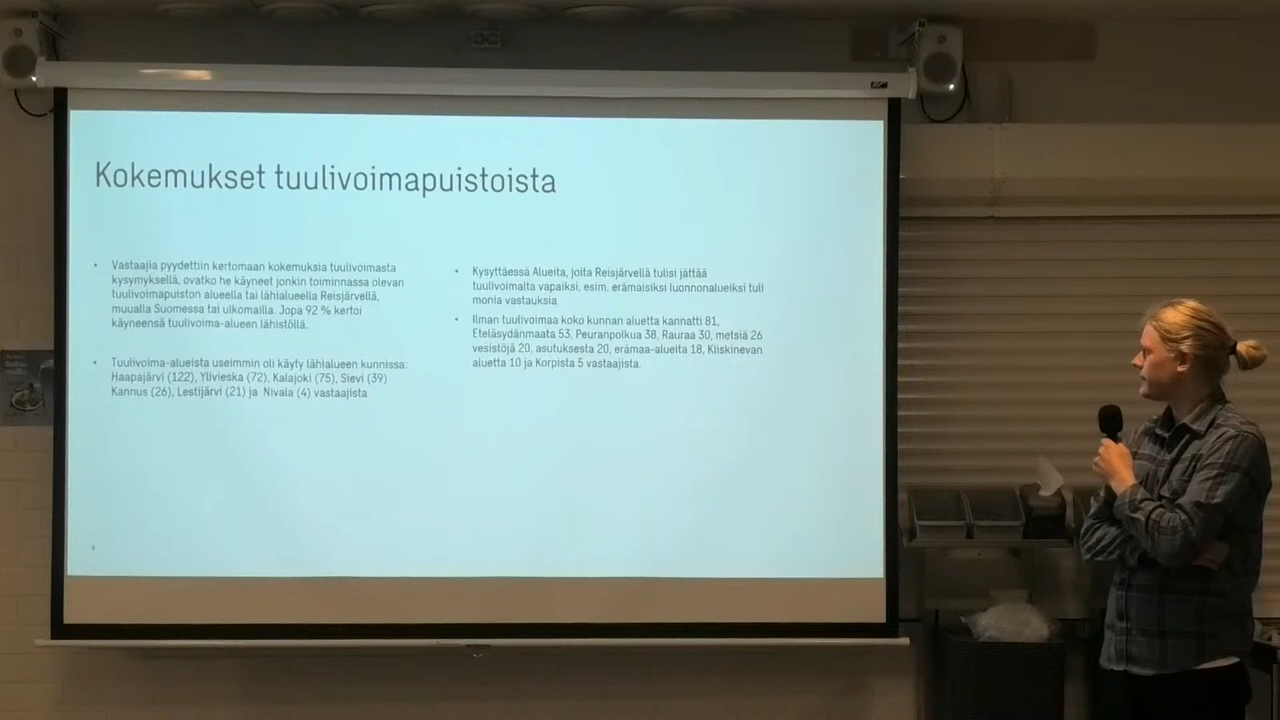 Kokemukset tuulivoimapuistoista
• Vastaajia pyydettiin kertomaan kokemuksia tuulivoimasta
kysymyksellä, ovatko he käyneet jonkin toiminnassa olevan
tuulivoimapuiston alueella tai lähialueella Reisjärvellä,
muualla Suomessa tai ulkomailla. Jopa 92 % kertoi
käyneensä tuulivoima-alueen lähistöllä.
• Tuulivoima-alueista useimmin oli käyty lähialueen kunnissa:
Haapajärvi (122), Ylivieska (72), Kalajoki (75), Sievi (39)
Kannus (26), Lestijärvi (21) ja Nivala (4) vastaajista
• Kysyttäessä Alueita, joita Reisjärvellä tulisi jättää
tuulivoimalta vapaiksi, esim. erämaisiksi luonnonalueiksi tuli
monia vastauksia
• Ilman tuulivoimaa koko kunnan aluetta kannatti 81,
Eteläsydänmaata 53, Peuranpolkua 38, Rauraa 30, metsiä 26
vesistöjä 20, asutuksesta 20, erämaa-alueita 18, Kiiskinevan
aluetta 10 ja Korpista 5 vastaajista.